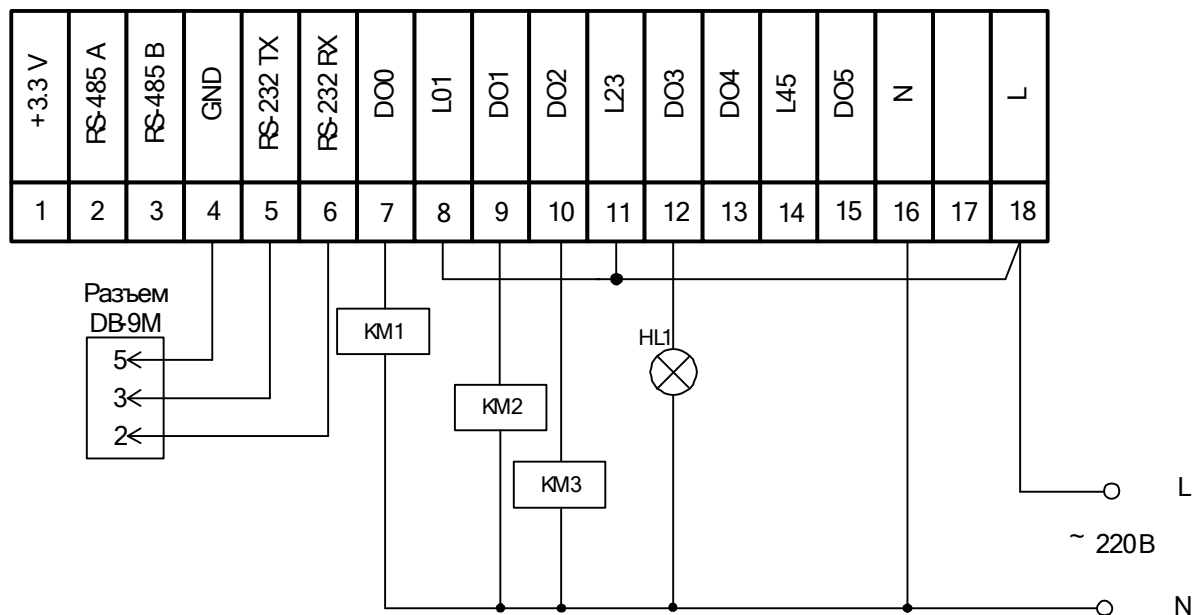 +3.3 V
RS-485 A
RS-485 B
GND
RS-232 TX
RS-232 RX
DO0
L01
DO1
DO2
L23
DO3
DO4
L45
DO5
N
L
1 2 3 4 5 6 7 8 9 10 11 12 13 14 15 16 17 18
Разъем
DB-9M
5
3
2
KM1
KM2
KM3
HL1
L
~ 220В
N